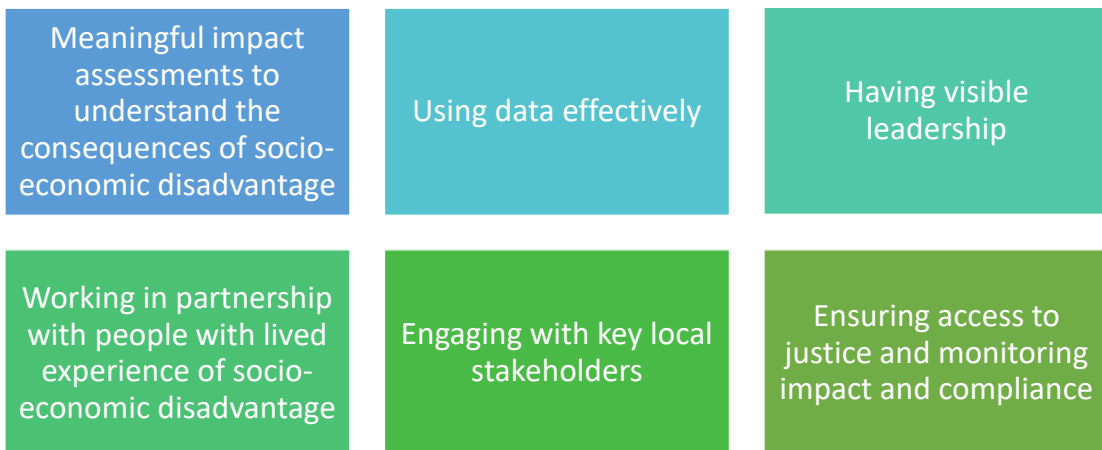 Meaningful impact
assessments to
understand the
consequences of socio-
economic disadvantage
Using data effectively
Having visible
leadership
Working in partnership
with people with lived
experience of socio-
economic disadvantage
Engaging with key local
stakeholders
Ensuring access to
justice and monitoring
impact and compliance